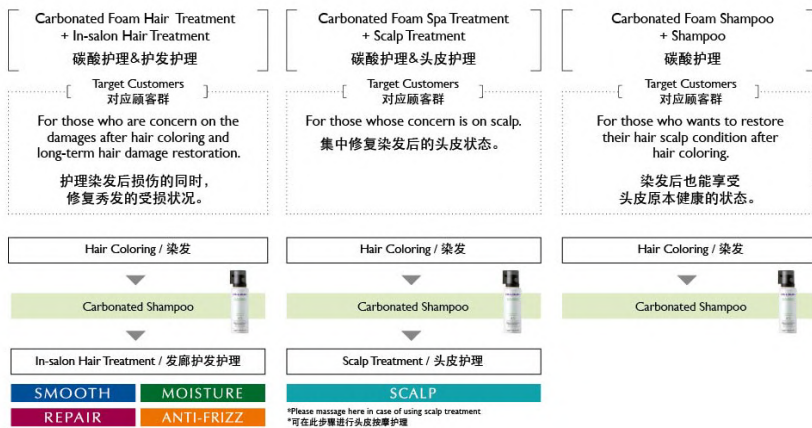 Carbonated Foam Hair Treatment
+ In-salon Hair Treatment
碳酸护理&护发护理
Target Customers
对应顾客群
For those who are concern on the
damages after hair coloring and
long-term hair damage restoration.
护理染发后损伤的同时，
修复秀发的受损状况。
Hair Coloring / 染发
Carbonated Shampoo
In-salon Hair Treatment / 发廊护发护理
SMOOTH
MOISTURE
REPAIR
ANTI-FRIZZ
Carbonated Foam Spa Treatment
+ Scalp Treatment
碳酸护理&头皮护理
Target Customers
对应顾客群
For those whose concern is on scalp.
集中修复染发后的头皮状态。
Hair Coloring / 染发
Carbonated Shampoo
Scalp Treatment / 头皮护理
SCALP
*Please massage here in case of using scalp treatment
*可在此步骤进行头皮按摩护理
Carbonated Foam Shampoo
+ Shampoo
碳酸护理
Target Customers
对应顾客群
For those who wants to restore
their hair scalp condition after
hair coloring.
染发后也能享受
头皮原本健康的状态。
Hair Coloring / 染发
Carbonated Shampoo